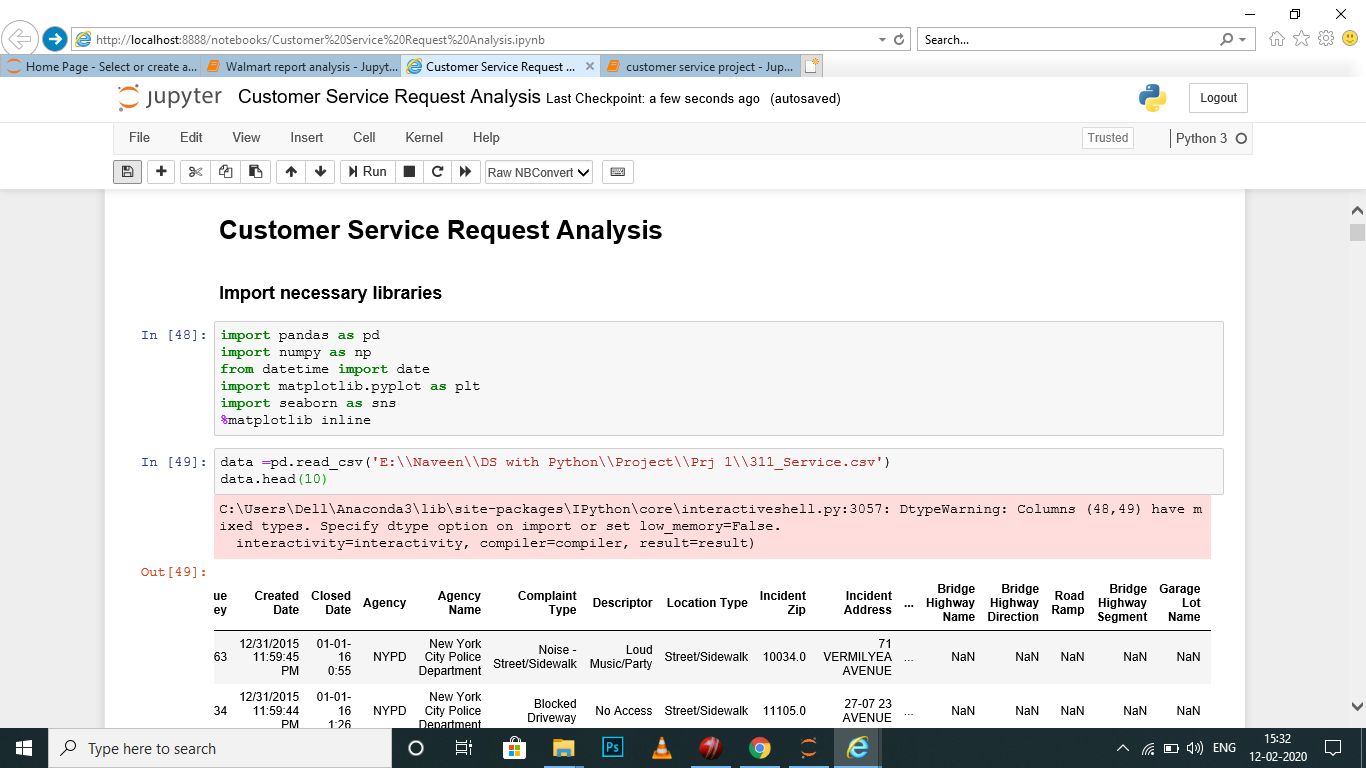 http://localhost:8888/notebooks/Customer%20Service%20Request%20Analysis.ipynb
Search...
Home Page - Select or create a...
Walmart report analysis - Jupyt...
Customer Service Request ...
customer service project - Jup...
jupyter Customer Service Request Analysis Last Checkpoint: a few seconds ago (autosaved)
Logout
File Edit View Insert Cell Kernel Help
Trusted
Python 3
Run
Raw NBConvert
Customer Service Request Analysis
Import necessary libraries
In [48]:
import pandas as pd
import numpy as np
from datetime import date
import matplotlib.pyplot as plt
import seaborn as sns
%matplotlib inline
In [49]:
data =pd.read_csv('E:\\Naveen\\DS with Python\\Project\\Prj 1\\311_Service.csv')
data.head(10)
C:\Users\Dell\Anaconda3\lib\site-packages\IPython\core\interactiveshell.py:3057: DtypeWarning: Columns (48,49) have m
ixed types. Specify dtype option on import or set low_memory=False.
interactivity=interactivity, compiler=compiler, result=result)
Out[49]:
ue
ey
Created
Date
Closed
Date
Agency
Agency
Name
Complaint
Type
Descriptor
Location Type
Incident
Zip
Incident
Address
...
Bridge
Highway
Name
Bridge
Highway
Direction
Road
Ramp
Bridge
Highway
Segment
Garage
Lot
Name
63
12/31/2015
11:59:45
PM
01-01-
16
0:55
NYPD
New York
City Police
Department
Noise -
Street/Sidewalk
Loud
Music/Party
Street/Sidewalk
10034.0
71
VERMILYEA
AVENUE
...
NaN
NaN
NaN
NaN
NaN
34
12/31/2015
11:59:44
PM
01-01-
16
1:26
NYPD
New York
City Police
Department
Blocked
Driveway
No Access
Street/Sidewalk
11105.0
27-07 23
AVENUE
...
NaN
NaN
NaN
NaN
NaN
Type here to search
Ps
ENG
15:32
12-02-2020